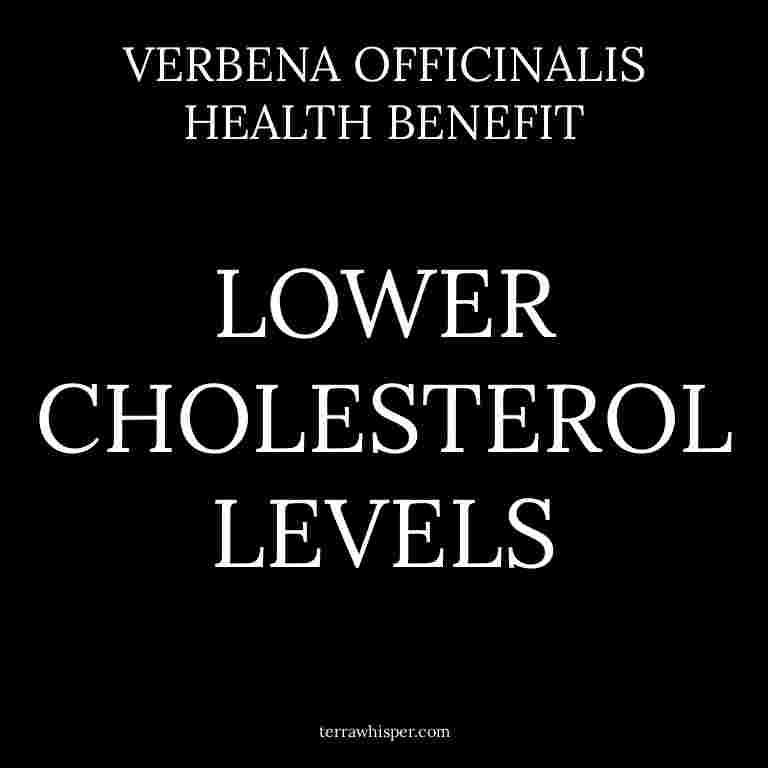 VERBENA OFFICINALIS
HEALTH BENEFIT
LOWER
CHOLESTEROL
LEVELS
terrawhisper.com